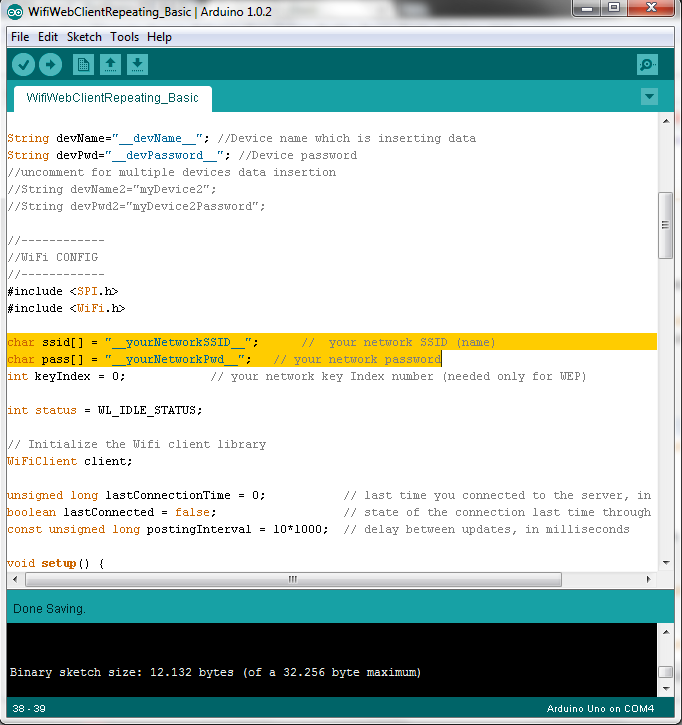 WifiWebClientRepeating_Basic | Arduino 1.0.2
File Edit Sketch Tools Help
WifiWebClientRepeating_Basic
String devName="__devName__"; //Device name which is inserting data
String devPwd="__devPassword__"; //Device password
//uncomment for multiple devices data insertion
//String devName2="myDevice2";
//String devPwd2="myDevice2Password";
//------------
//WiFi CONFIG
//------------
#include <SPI.h>
#include <WiFi.h>
char ssid[] = "__yourNetworkSSID__";      //  your network SSID (name)
char pass[] = "__yourNetworkPwd__";   // your network password
int keyIndex = 0;            // your network key Index number (needed only for WEP)
int status = WL_IDLE_STATUS;
// Initialize the Wifi client library
WiFiClient client;
unsigned long lastConnectionTime = 0;           // last time you connected to the server, in
boolean lastConnected = false;                  // state of the connection last time through
const unsigned long postingInterval = 10*1000;  // delay between updates, in milliseconds
void setup() {
Done Saving.
Binary sketch size: 12.132 bytes (of a 32.256 byte maximum)
38 - 39
Arduino Uno on COM4